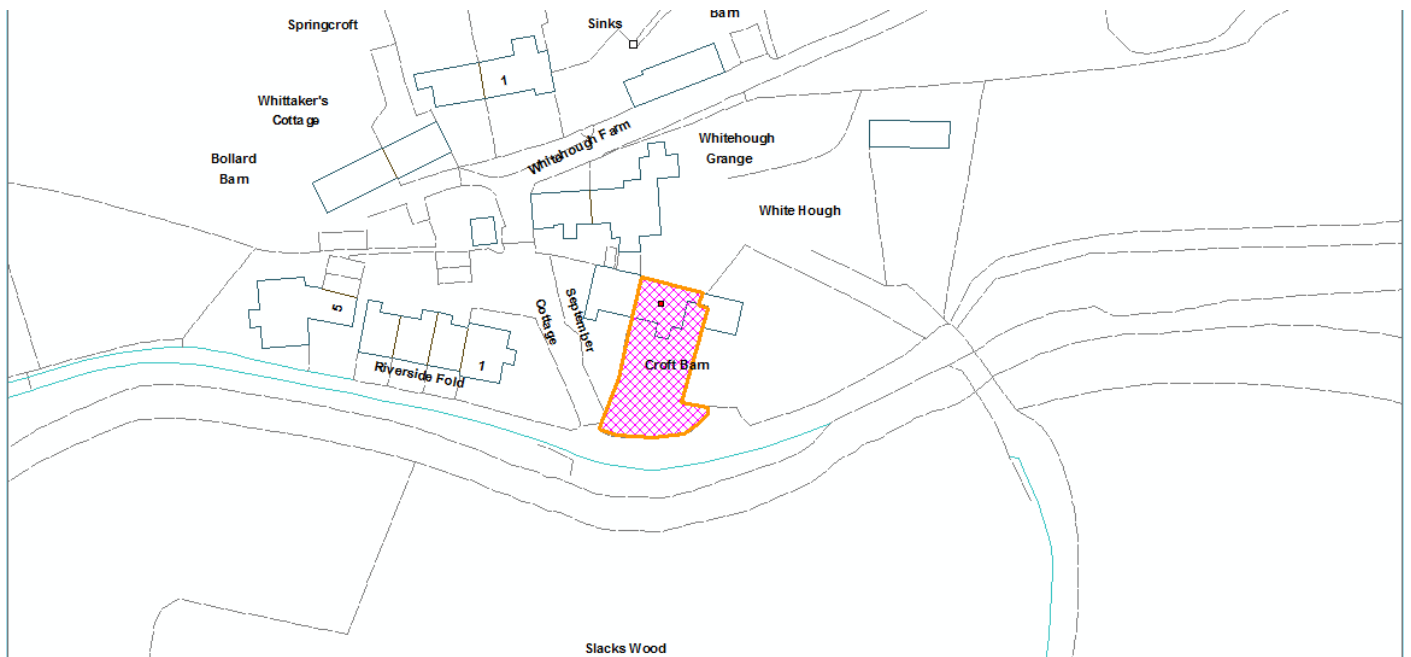 Barn
Springcroft
Sinks
1
Whittaker's
Cottage
Whitehough Farm
Whitehough
Grange
Bollard
Barn
White Hough
5
September
Cottage
1
Riverside Fold
Croft Barn
Slacks Wood